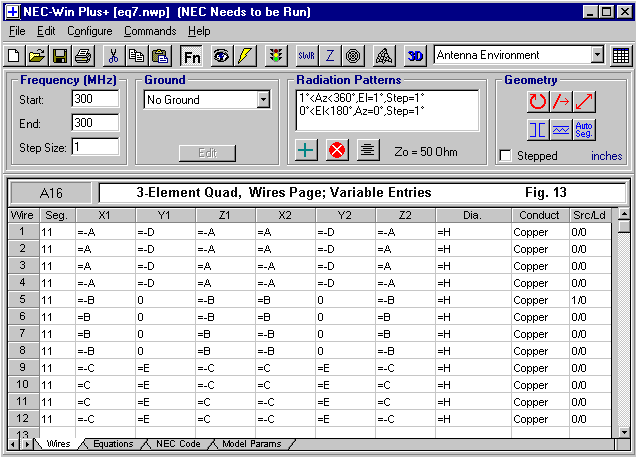 NEC-Win Plus+ [eq7.nwp] (NEC Needs to be Run)
File Edit Configure Commands Help
Fn SWR Z 3D Antenna Environment
Frequency (MHz)
Start: 300
End: 300
Step Size: 1
Ground
No Ground
Edit
Radiation Patterns
1°<Az<360°,El=1°,Step=1°
0°<El<180°,Az=0°,Step=1°
Zo = 50 Ohm
Geometry
Auto Seg.
Stepped inches
A16 3-Element Quad, Wires Page; Variable Entries Fig. 13
Wire Seg. X1 Y1 Z1 X2 Y2 Z2 Dia. Conduct Src/Ld
1 11 =-A =-D =-A =A =-D =-A =H Copper 0/0
2 11 =A =-D =-A =A =-D =A =H Copper 0/0
3 11 =A =-D =A =-A =-D =A =H Copper 0/0
4 11 =-A =-D =A =-A =-D =-A =H Copper 0/0
5 11 =-B 0 =-B =B 0 =-B =H Copper 1/0
6 11 =B 0 =-B =B 0 =B =H Copper 0/0
7 11 =B 0 =B =-B 0 =B =H Copper 0/0
8 11 =-B 0 =B =-B 0 =-B =H Copper 0/0
9 11 =-C =E =-C =C =E =-C =H Copper 0/0
10 11 =C =E =-C =C =E =C =H Copper 0/0
11 11 =C =E =C =-C =E =C =H Copper 0/0
12 11 =-C =E =C =-C =E =-C =H Copper 0/0
13
Wires Equations NEC Code Model Params